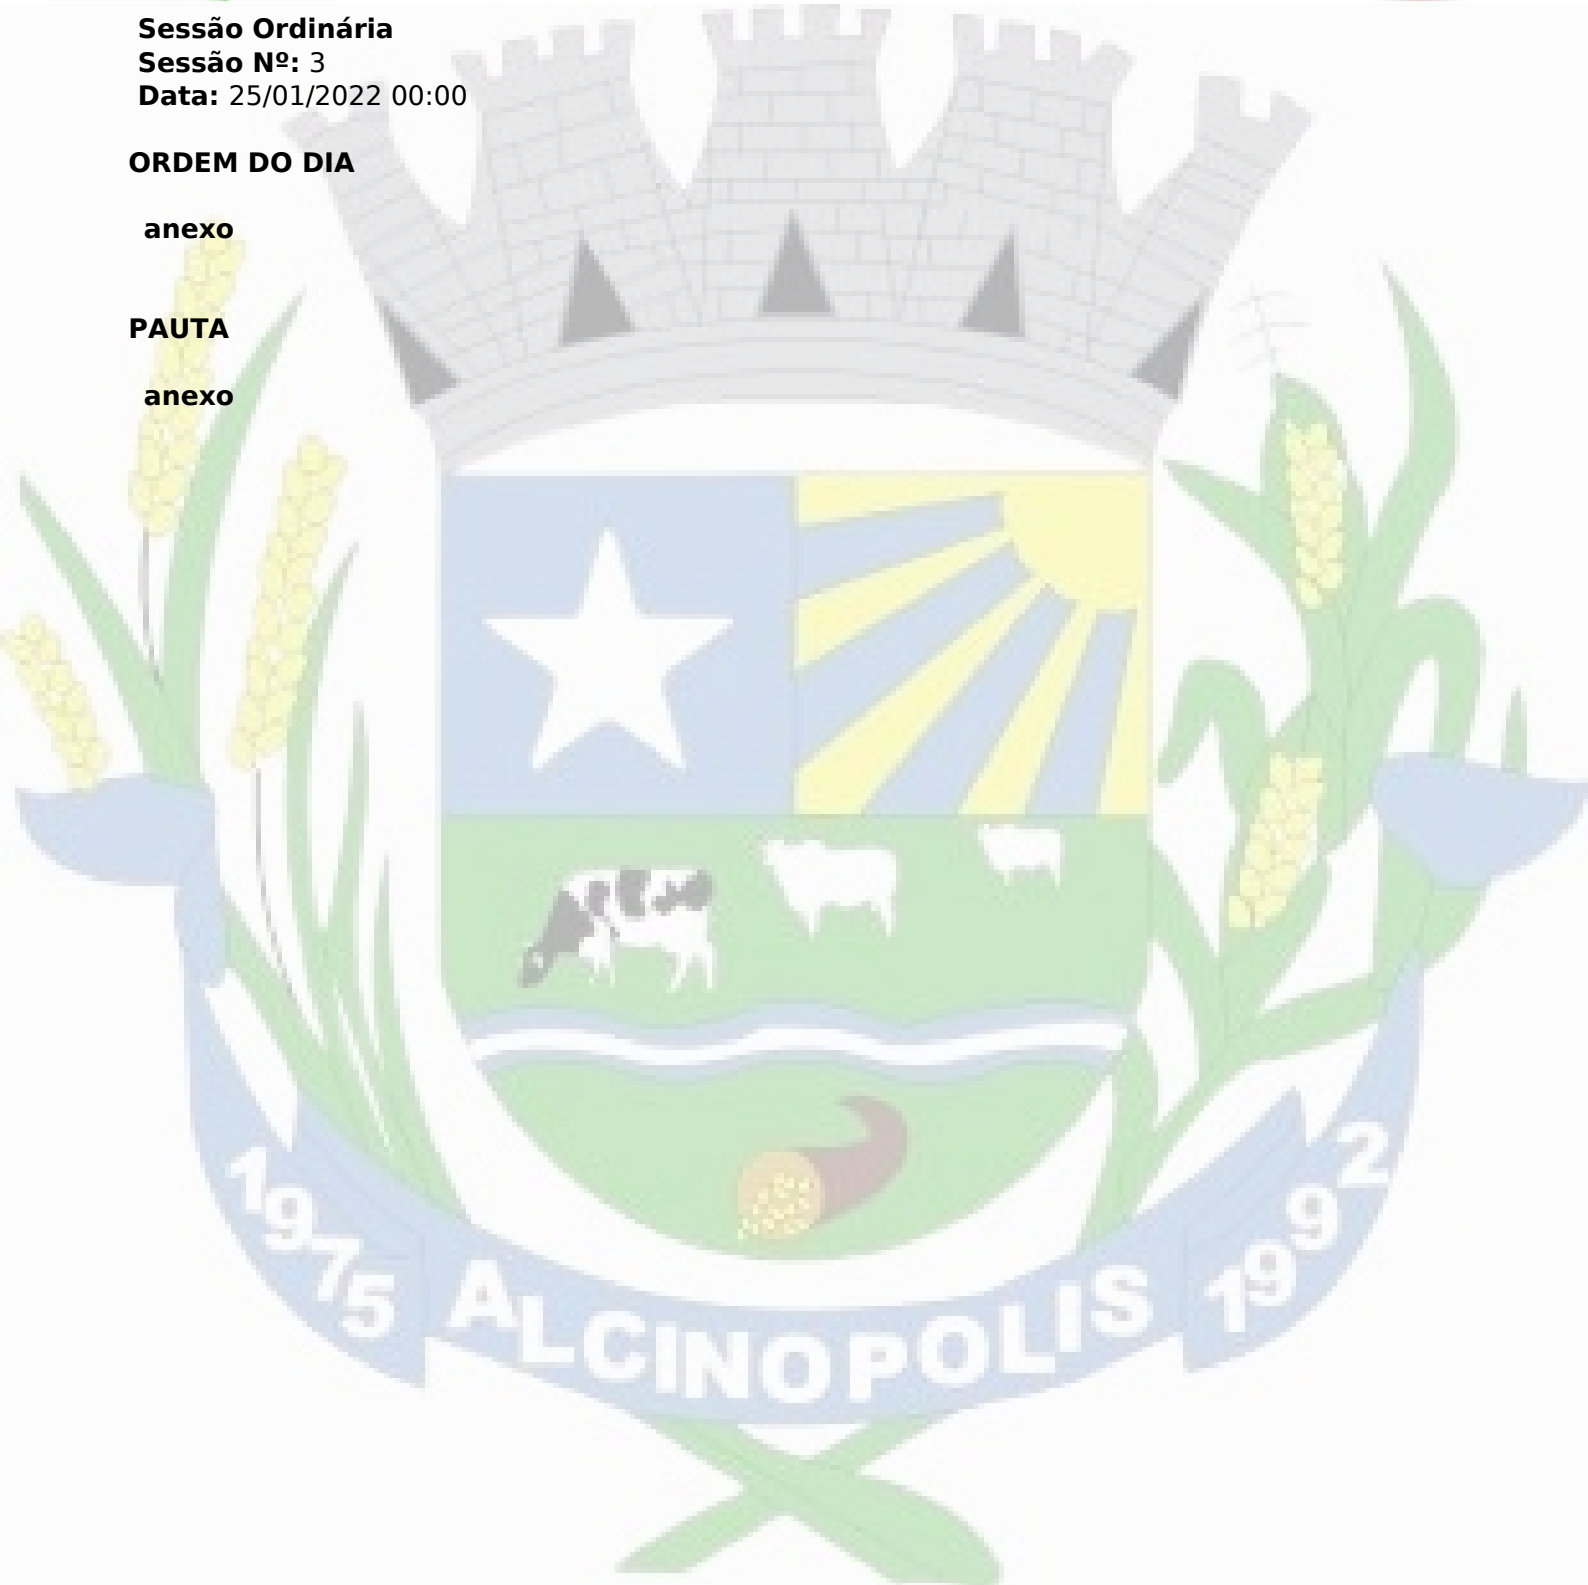 Sessão Ordinária
Sessão Nº: 3
Data: 25/01/2022 00:00
ORDEM DO DIA
anexo
PAUTA
anexo
1975 ALCINOPOLIS 1992